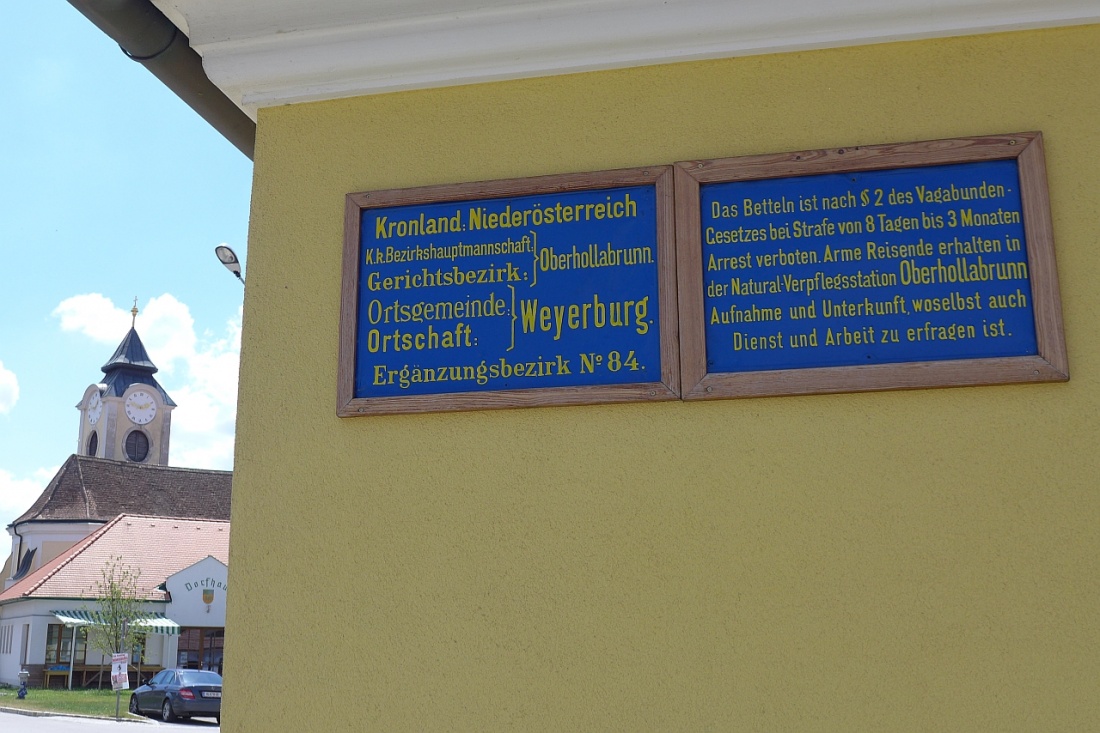 Kronland: Niederösterreich
K.k. Bezirkshauptmannschaft:
Gerichtsbezirk:
Oberhollabrunn.
Ortsgemeinde:
Ortschaft:
Weyerburg.
Ergänzungsbezirk No 84.
Das Betteln ist nach § 2 des Vagabunden-
Gesetzes bei Strafe von 8 Tagen bis 3 Monaten
Arrest verboten. Arme Reisende erhalten in
der Natural-Verpflegsstation Oberhollabrunn
Aufnahme und Unterkunft, woselbst auch
Dienst und Arbeit zu erfragen ist.